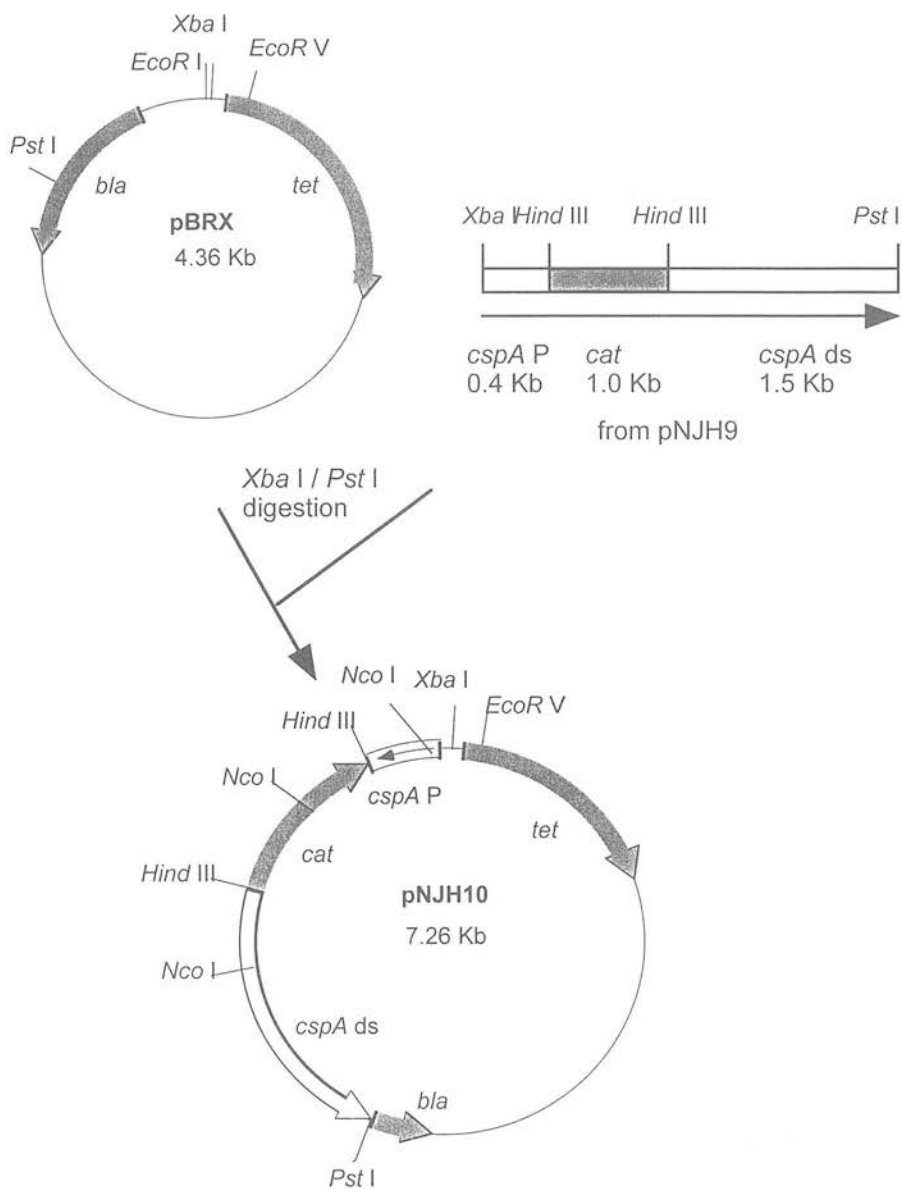 Xba I
EcoR I
EcoR V
Pst I
bla
tet
pBRX
4.36 Kb
Xba I Hind III Hind III Pst I
cspA P cat cspA ds
0.4 Kb 1.0 Kb 1.5 Kb
from pNJH9
Xba I / Pst I
digestion
Nco I
Xba I
EcoR V
Hind III
Nco I
cspA P
tet
cat
Hind III
pNJH10
7.26 Kb
Nco I
cspA ds
bla
Pst I